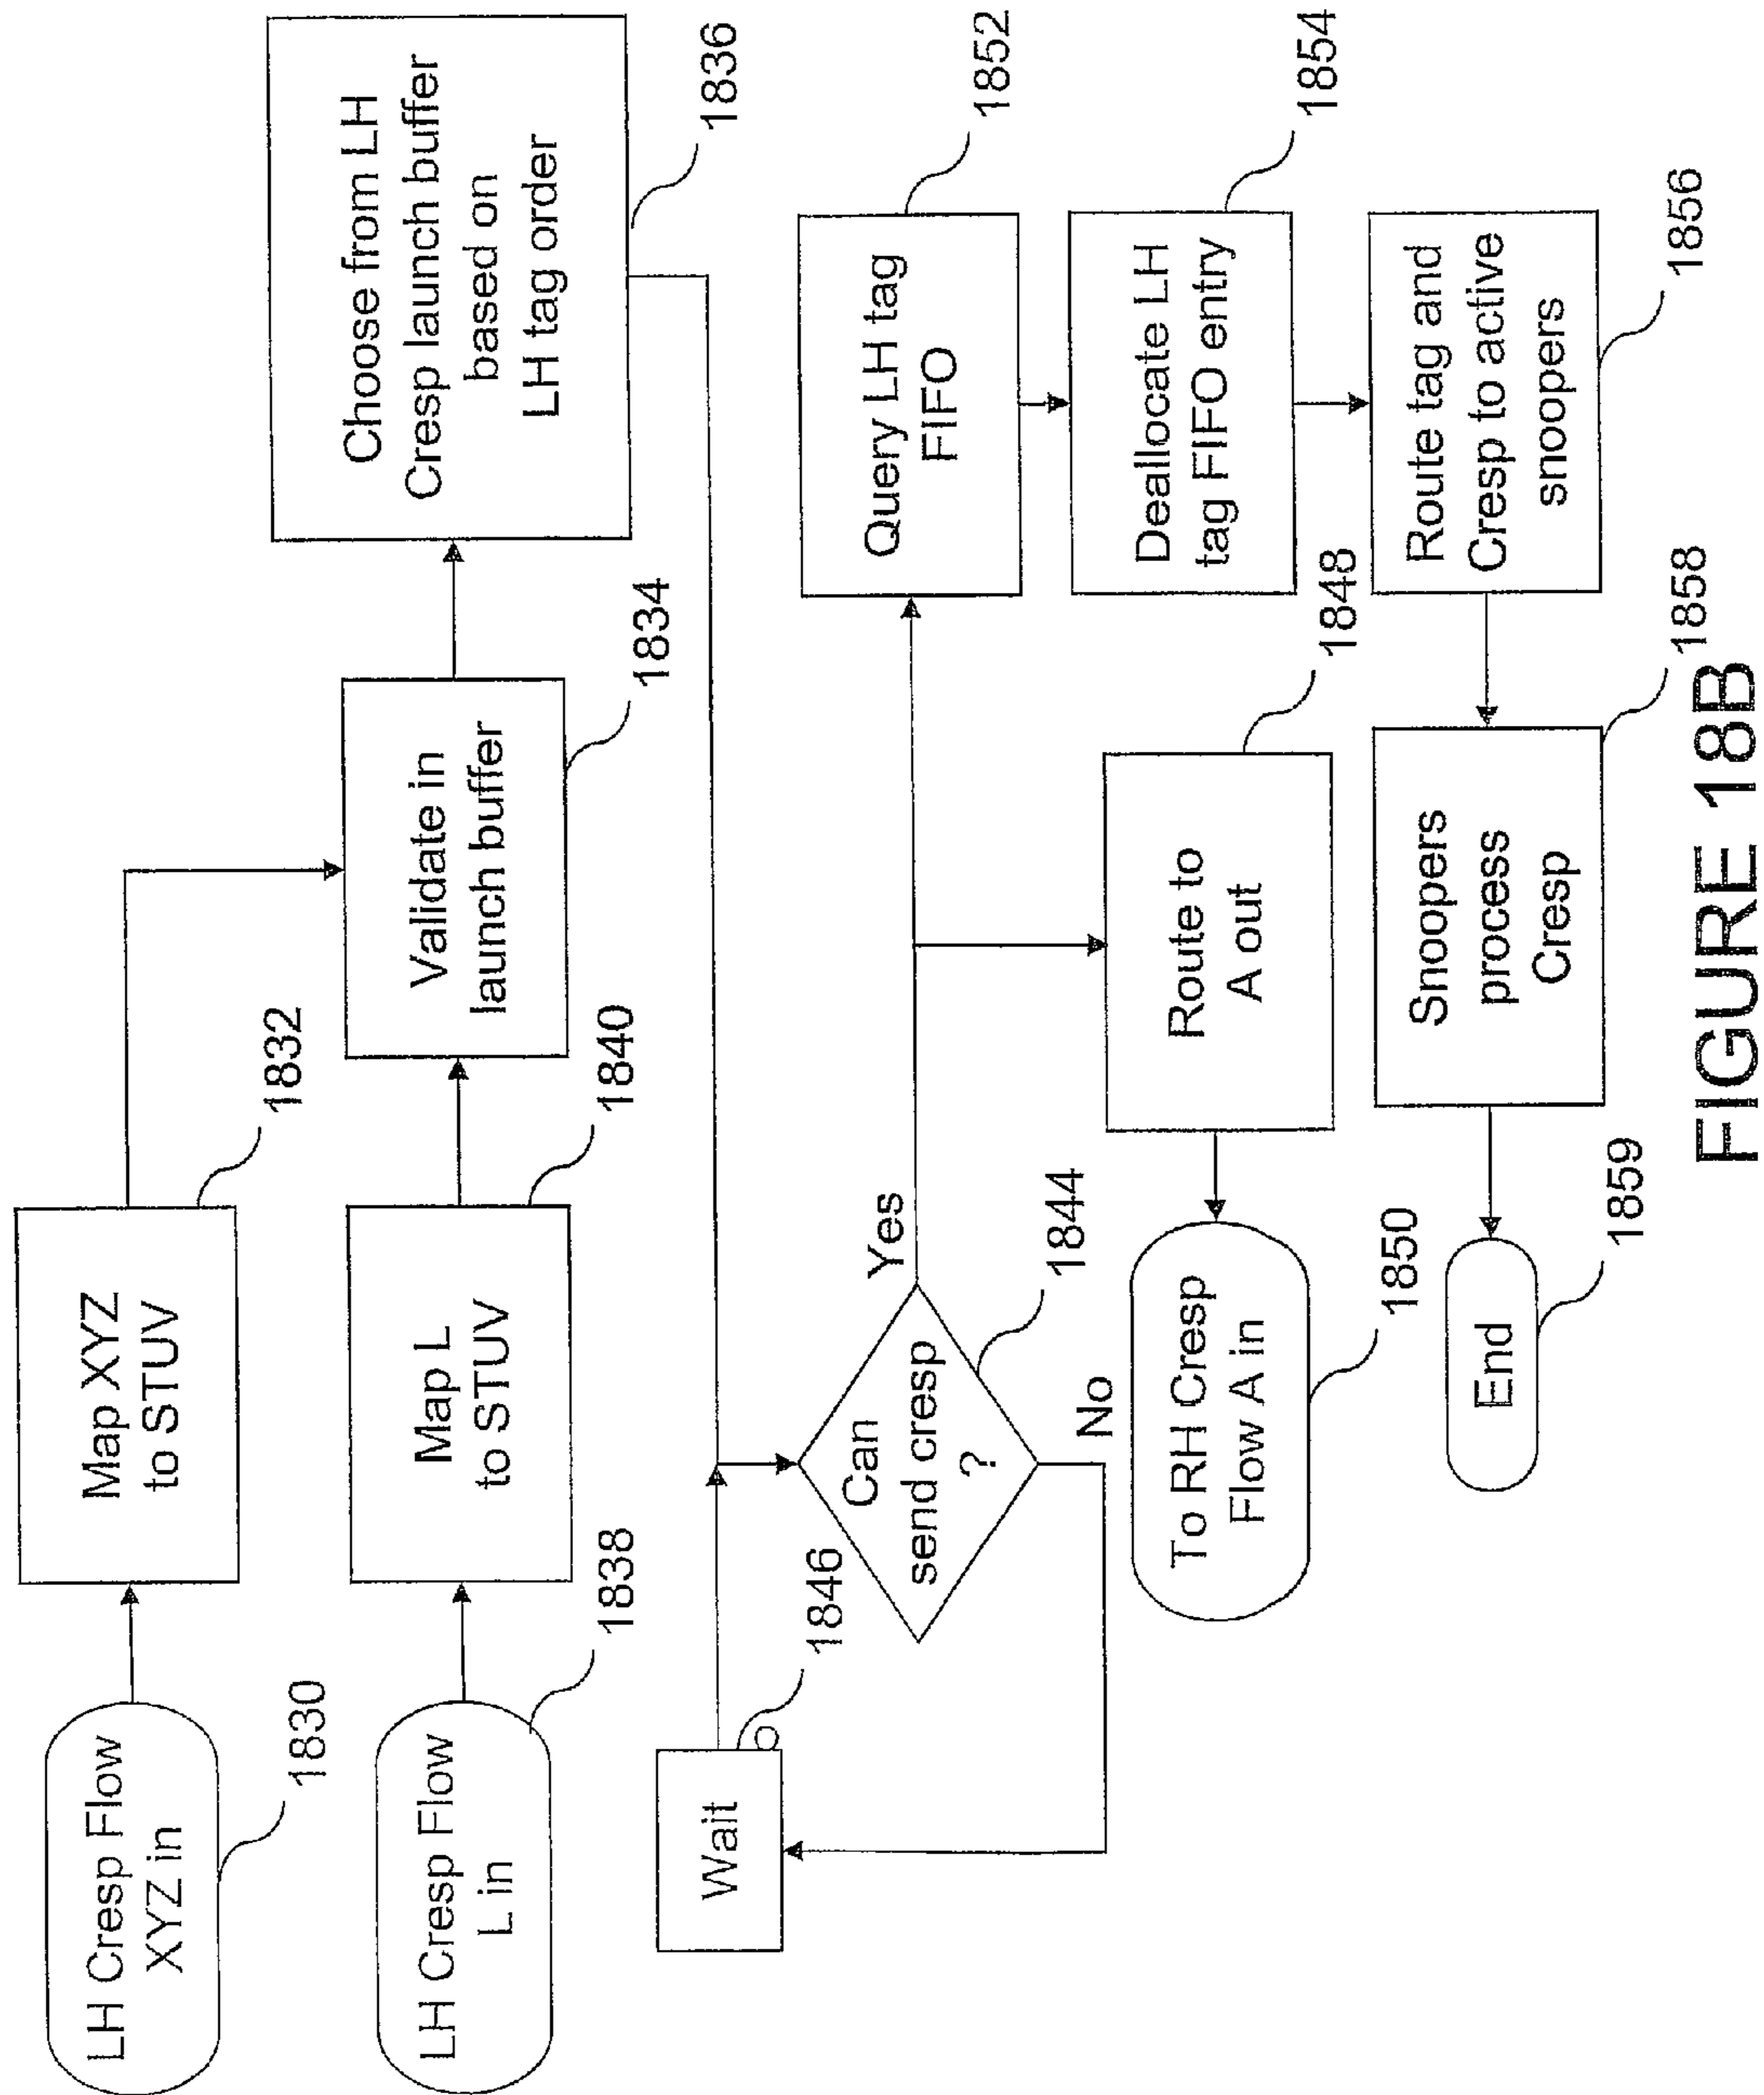 LH Cresp Flow
XYZ in
1830
Map XYZ
to STUV
1832
LH Cresp Flow
L in
1838
Map L
to STUV
1840
Validate in
launch buffer
1834
Choose from LH
Cresp launch buffer
based on
LH tag order
1836
Wait
1846
Can
send cresp
?
1844
Yes
No
Query LH tag
FIFO
1852
Deallocate LH
tag FIFO entry
1854
Route to
A out
1848
To RH Cresp
Flow A in
1850
Route tag and
Cresp to active
snoopers
1856
Snoopers
process
Cresp
1858
End
1859
FIGURE 18B